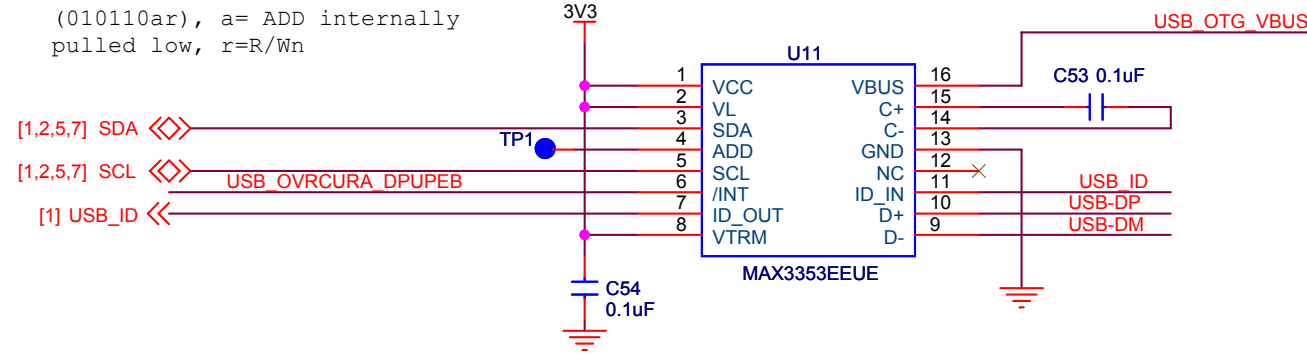 (010110ar), a= ADD internally
pulled low, r=R/Wn
3V3
USB_OTG_VBUS
U11
C53 0.1uF
1 VCC VBUS 16
2 VL C+ 15
[1,2,5,7] SDA 3 SDA C- 14
TP1 4 ADD GND 13
[1,2,5,7] SCL 5 SCL NC 12
USB_OVRCURA_DPUPEB 6 /INT ID_IN 11 USB_ID
[1] USB_ID 7 ID_OUT D+ 10 USB-DP
8 VTRM D- 9 USB-DM
MAX3353EEUE
C54
0.1uF